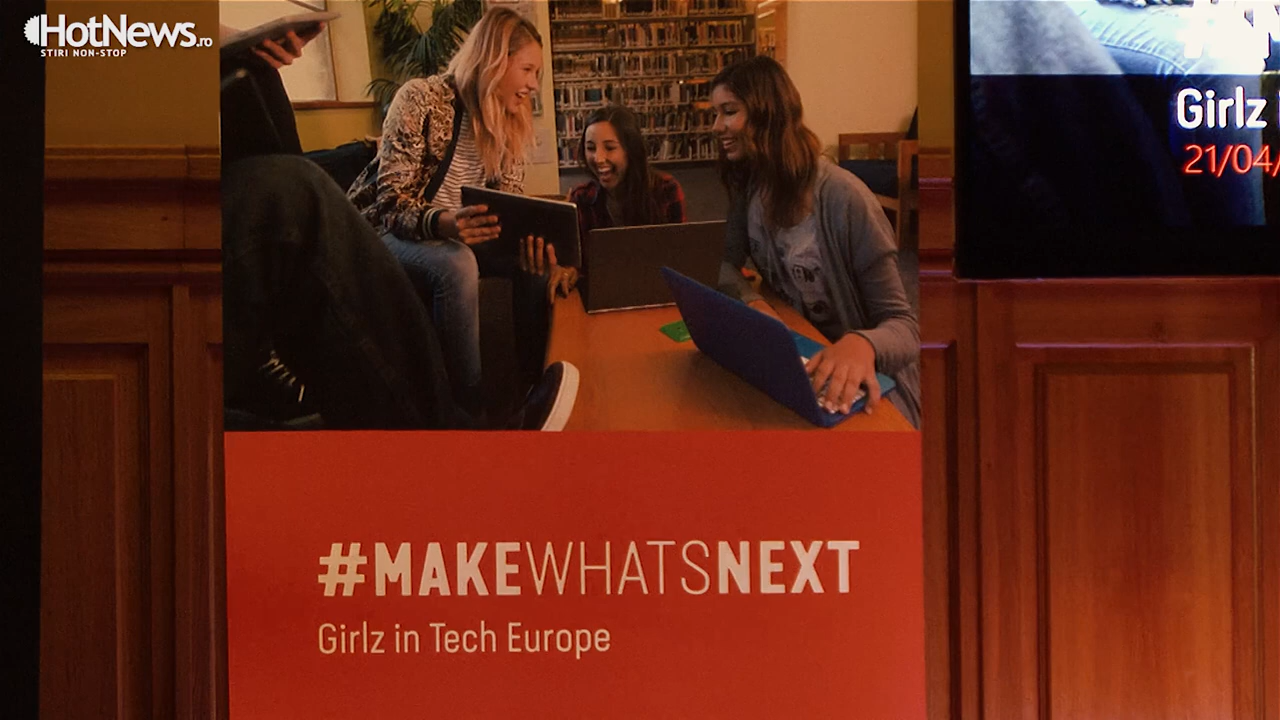 HotNews.ro
STIRI NON-STOP
Girlz
21/04/
#MAKEWHATSNEXT
Girlz in Tech Europe